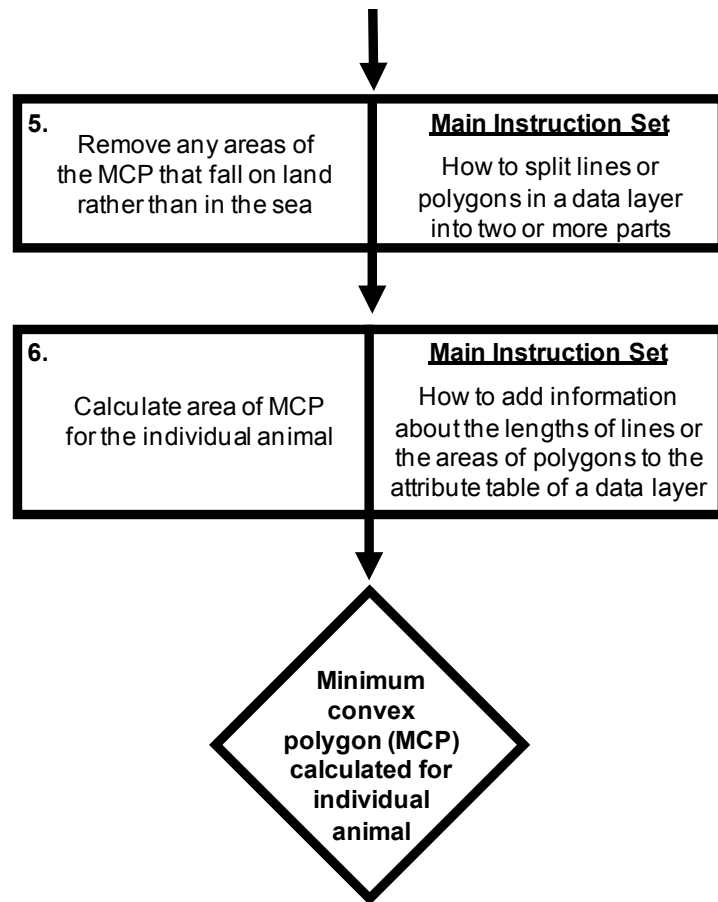 5.
Remove any areas of
the MCP that fall on land
rather than in the sea
Main Instruction Set
How to split lines or
polygons in a data layer
into two or more parts
6.
Calculate area of MCP
for the individual animal
Main Instruction Set
How to add information
about the lengths of lines or
the areas of polygons to the
attribute table of a data layer
Minimum
convex
polygon (MCP)
calculated for
individual
animal